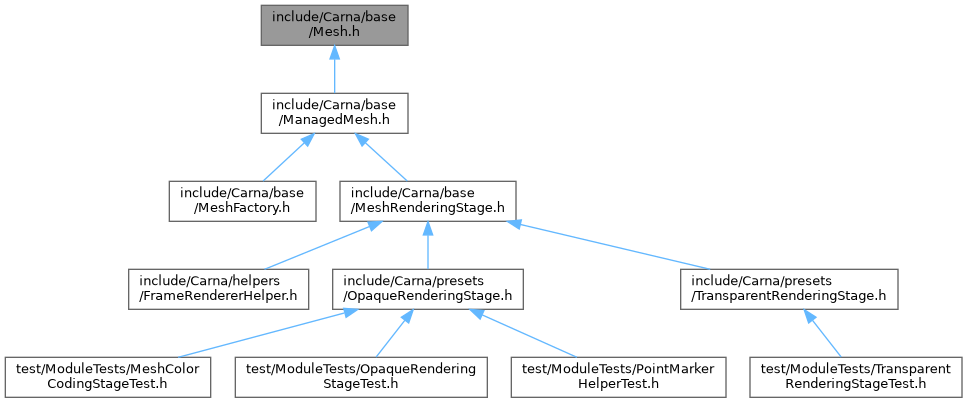 include/Carna/base
/Mesh.h
include/Carna/base
/ManagedMesh.h
include/Carna/base
/MeshFactory.h
include/Carna/base
/MeshRenderingStage.h
include/Carna/helpers
/FrameRendererHelper.h
include/Carna/presets
/OpaqueRenderingStage.h
include/Carna/presets
/TransparentRenderingStage.h
test/ModuleTests/MeshColor
CodingStageTest.h
test/ModuleTests/OpaqueRendering
StageTest.h
test/ModuleTests/PointMarker
HelperTest.h
test/ModuleTests/Transparent
RenderingStageTest.h